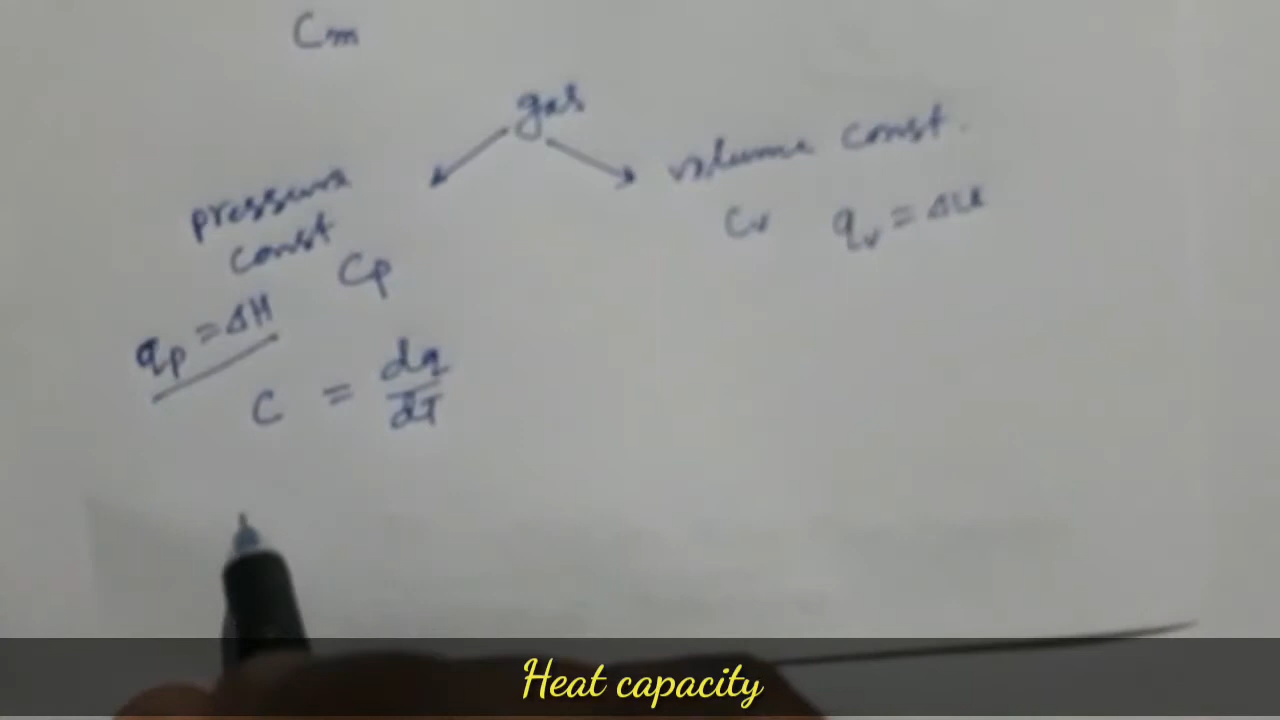 Cm
gas
pressure
const
Cp
volume const.
Cv qv = ΔU
qp = ΔH
C = dq/dT
Heat capacity